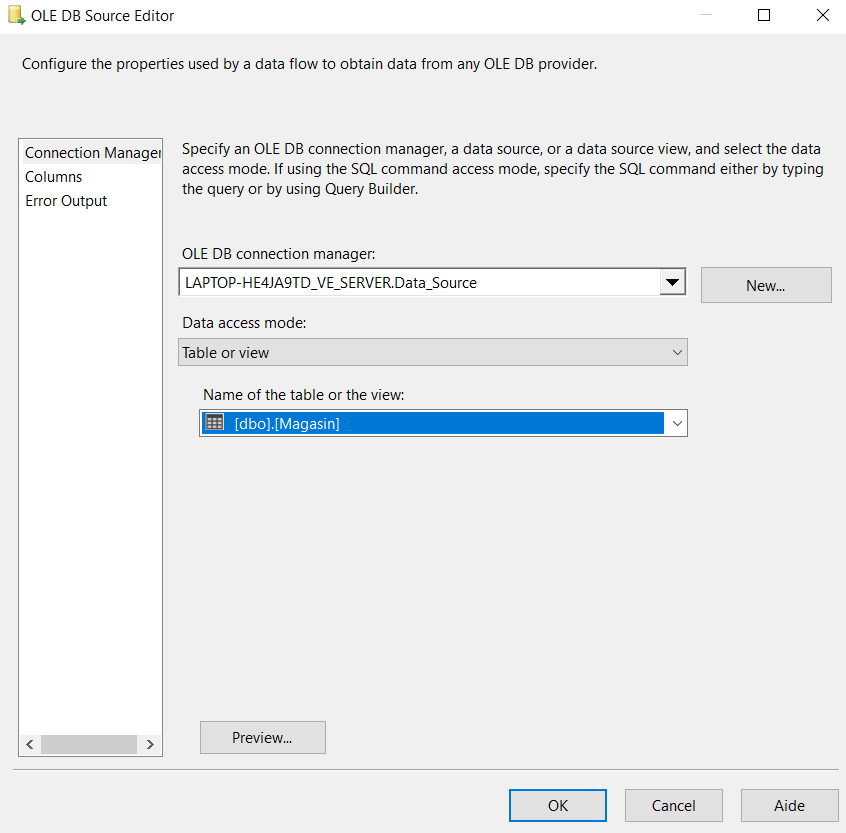 OLE DB Source Editor
Configure the properties used by a data flow to obtain data from any OLE DB provider.
Connection Manager
Columns
Error Output
Specify an OLE DB connection manager, a data source, or a data source view, and select the data
access mode. If using the SQL command access mode, specify the SQL command either by typing
the query or by using Query Builder.
OLE DB connection manager:
LAPTOP-HE4JA9TD_VE_SERVER.Data_Source
New...
Data access mode:
Table or view
Name of the table or the view:
[dbo].[Magasin]
Preview...
OK
Cancel
Aide